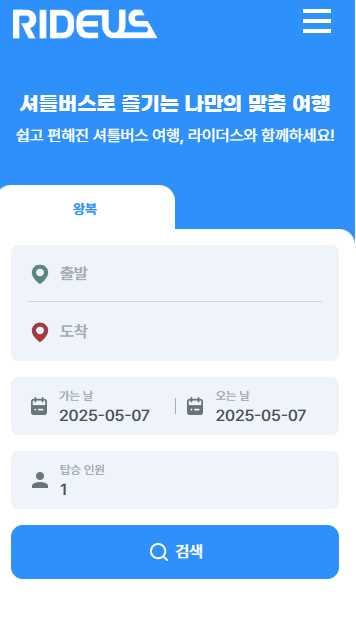 RIDEUS
셔틀버스로 즐기는 나만의 맞춤 여행
쉽고 편해진 셔틀버스 여행, 라이더스와 함께하세요!
왕복
출발
도착
가는 날
2025-05-07
오는 날
2025-05-07
탑승 인원
1
검색